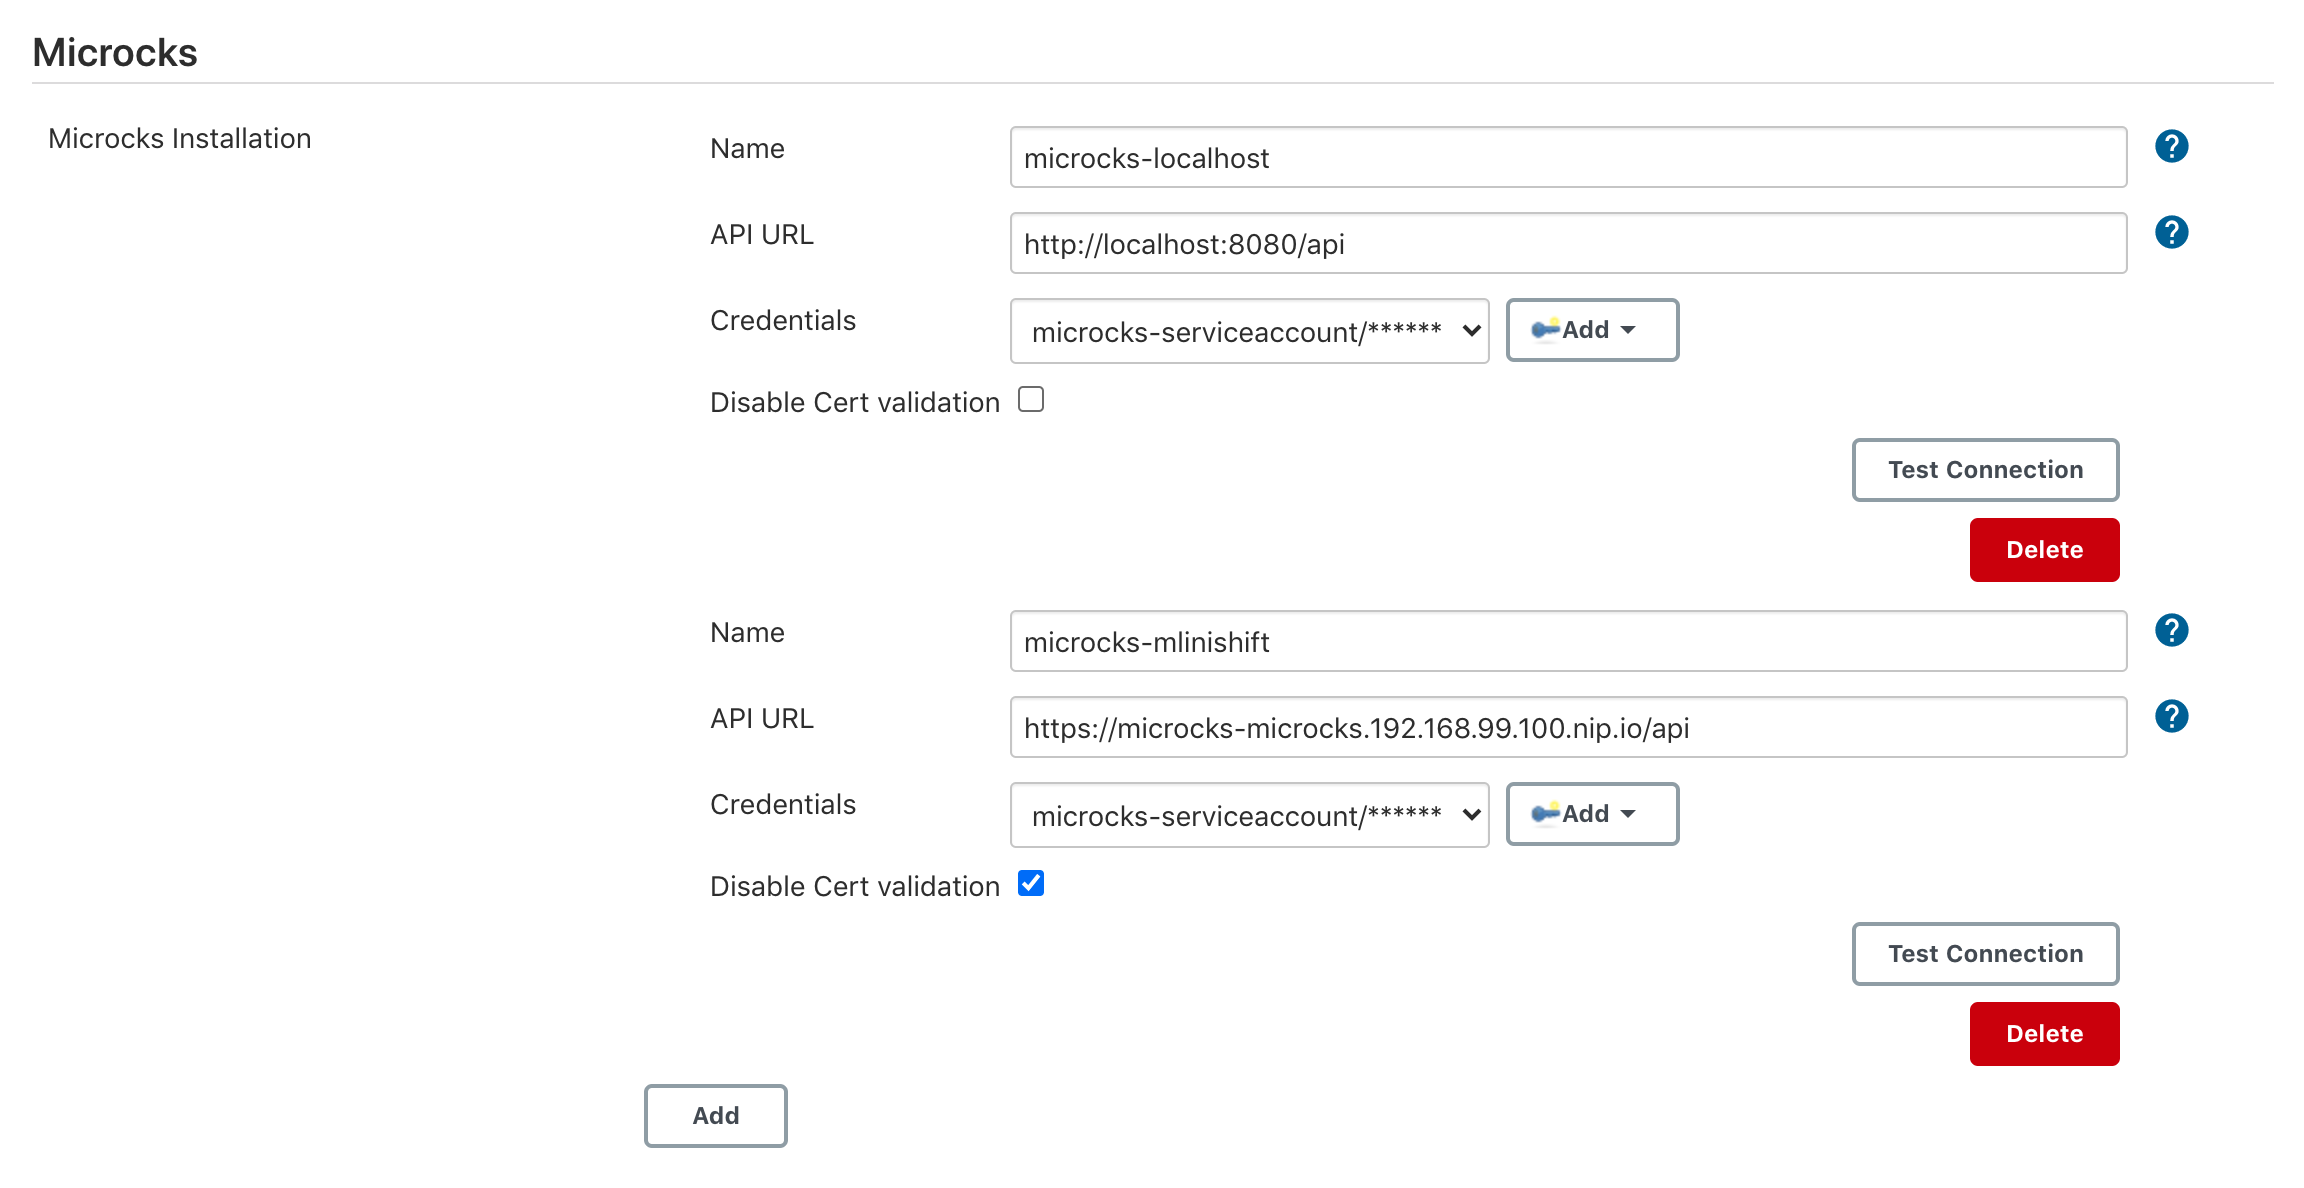 Microcks
Microcks Installation
Name
microcks-localhost
?
API URL
http://localhost:8080/api
?
Credentials
microcks-serviceaccount/******
Add
Disable Cert validation
Test Connection
Delete
Name
microcks-mlinishift
?
API URL
https://microcks-microcks.192.168.99.100.nip.io/api
?
Credentials
microcks-serviceaccount/******
Add
Disable Cert validation
Test Connection
Delete
Add